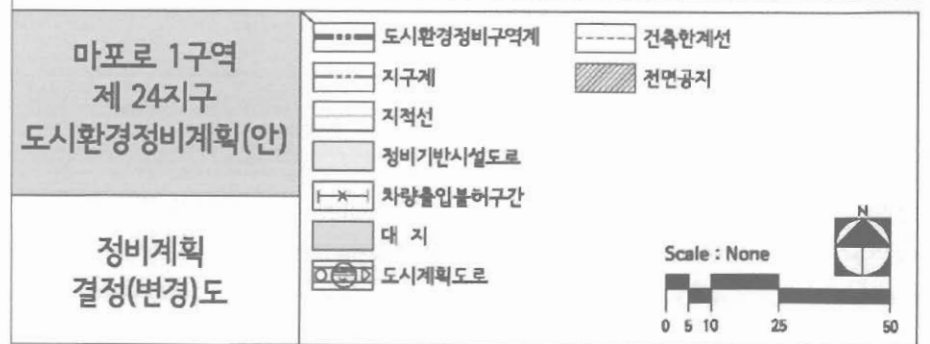 마포로 1구역
제 24지구
도시환경정비계획(안)
정비계획
결정(변경)도
도시환경정비구역계
지구계
지적선
정비기반시설도로
차량출입불허구간
대 지
도시계획도로
건축한계선
전면공지
N
Scale : None
0 5 10 25 50